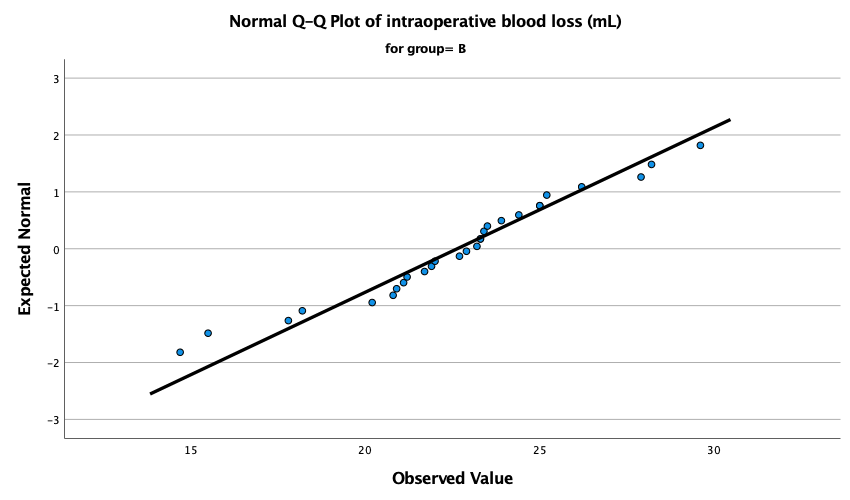 Normal Q–Q Plot of intraoperative blood loss (mL)
for group= B
3
2
1
0
–1
–2
–3
Expected Normal
15 20 25 30
Observed Value